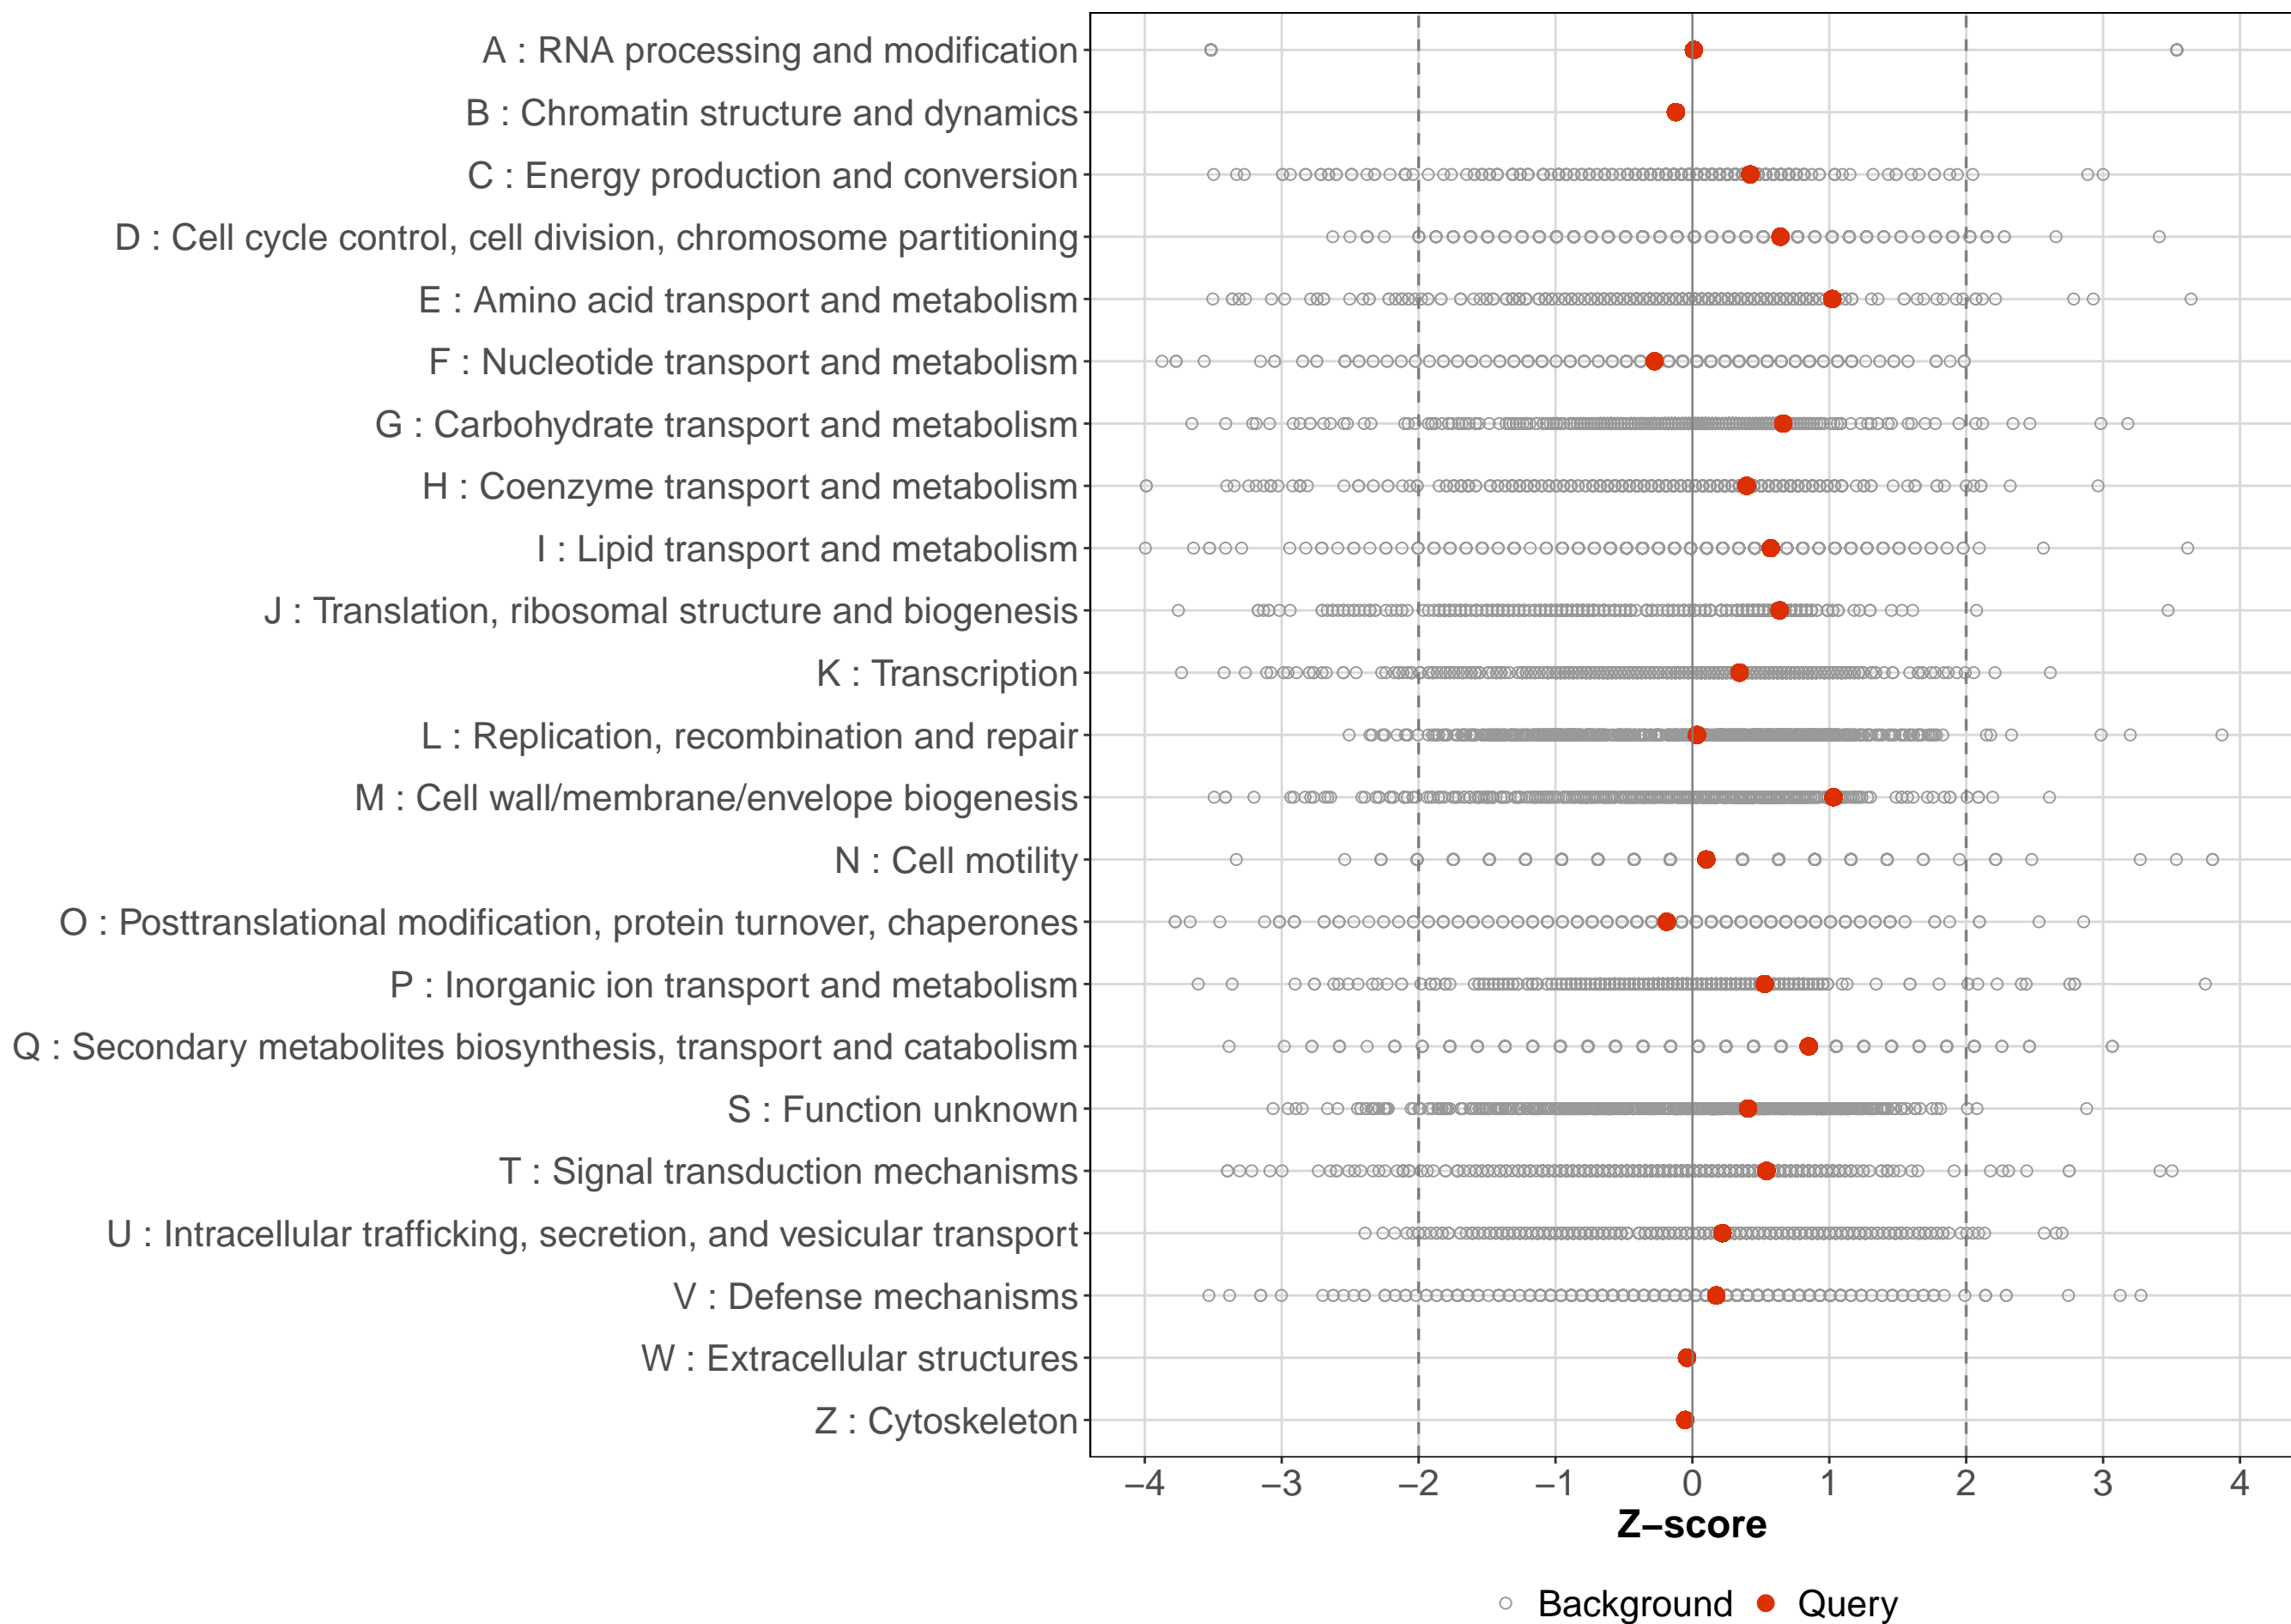 A : RNA processing and modification
B : Chromatin structure and dynamics
C : Energy production and conversion
D : Cell cycle control, cell division, chromosome partitioning
E : Amino acid transport and metabolism
F : Nucleotide transport and metabolism
G : Carbohydrate transport and metabolism
H : Coenzyme transport and metabolism
I : Lipid transport and metabolism
J : Translation, ribosomal structure and biogenesis
K : Transcription
L : Replication, recombination and repair
M : Cell wall/membrane/envelope biogenesis
N : Cell motility
O : Posttranslational modification, protein turnover, chaperones
P : Inorganic ion transport and metabolism
Q : Secondary metabolites biosynthesis, transport and catabolism
S : Function unknown
T : Signal transduction mechanisms
U : Intracellular trafficking, secretion, and vesicular transport
V : Defense mechanisms
W : Extracellular structures
Z : Cytoskeleton
−4 −3 −2 −1 0 1 2 3 4
Z−score
Background Query